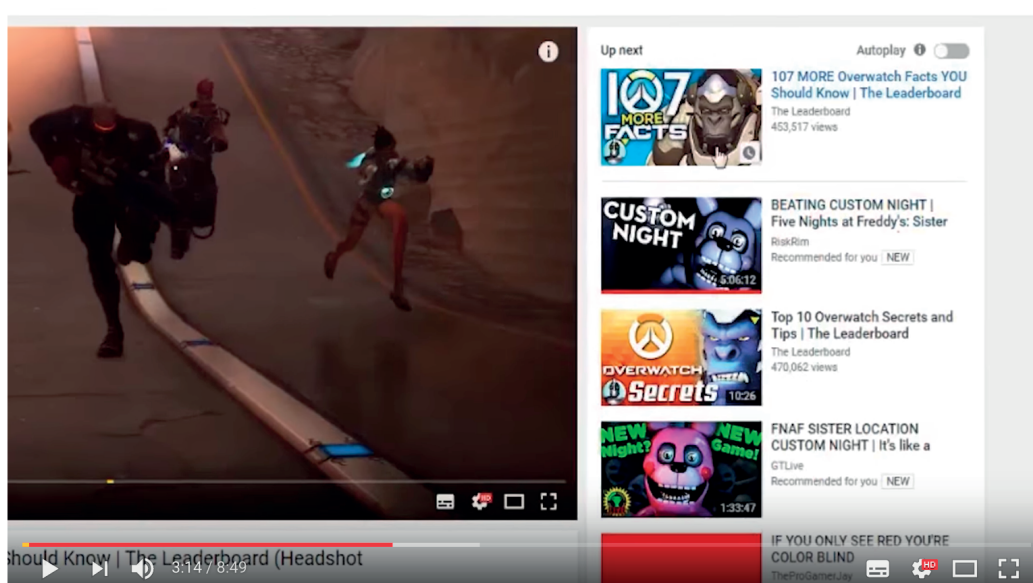 Up next
Autoplay
107
MORE
FACTS
107 MORE Overwatch Facts YOU
Should Know | The Leaderboard
The Leaderboard
453,517 views
CUSTOM
NIGHT
5:06:12
BEATING CUSTOM NIGHT |
Five Nights at Freddy's: Sister
RiskRim
Recommended for you NEW
OVERWATCH
Secrets
10:26
Top 10 Overwatch Secrets and
Tips | The Leaderboard
The Leaderboard
470,062 views
NEW
Night?
NEW
Game!
1:33:47
FNAF SISTER LOCATION
CUSTOM NIGHT | It's like a
GTLive
Recommended for you NEW
HD
IF YOU ONLY SEE RED YOU'RE
COLOR BLIND
TheProGamerJay
Should Know | The Leaderboard (Headshot
3:14 / 8:49
HD